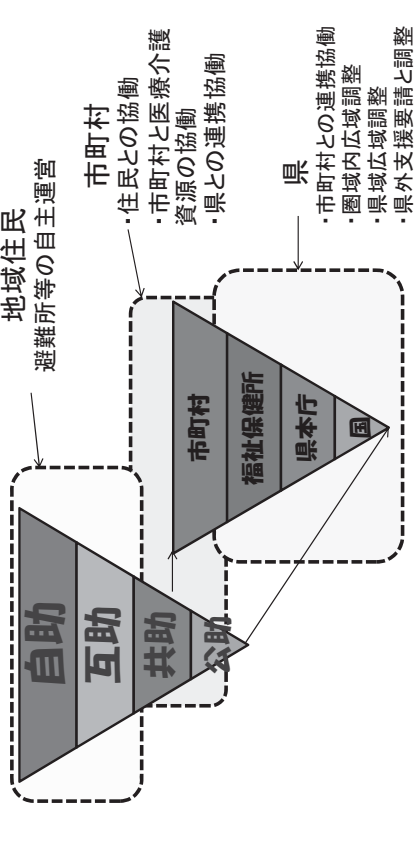 地域住民
避難所等の自主運営
市町村
・住民との協働
・市町村と医療介護
資源の協働
・県との連携協働
県
・市町村との連携協働
・圏域内広域調整
・県域広域調整
・県外支援要請と調整
自助
互助
共助
公助
市町村
福祉保健所
県本庁
国